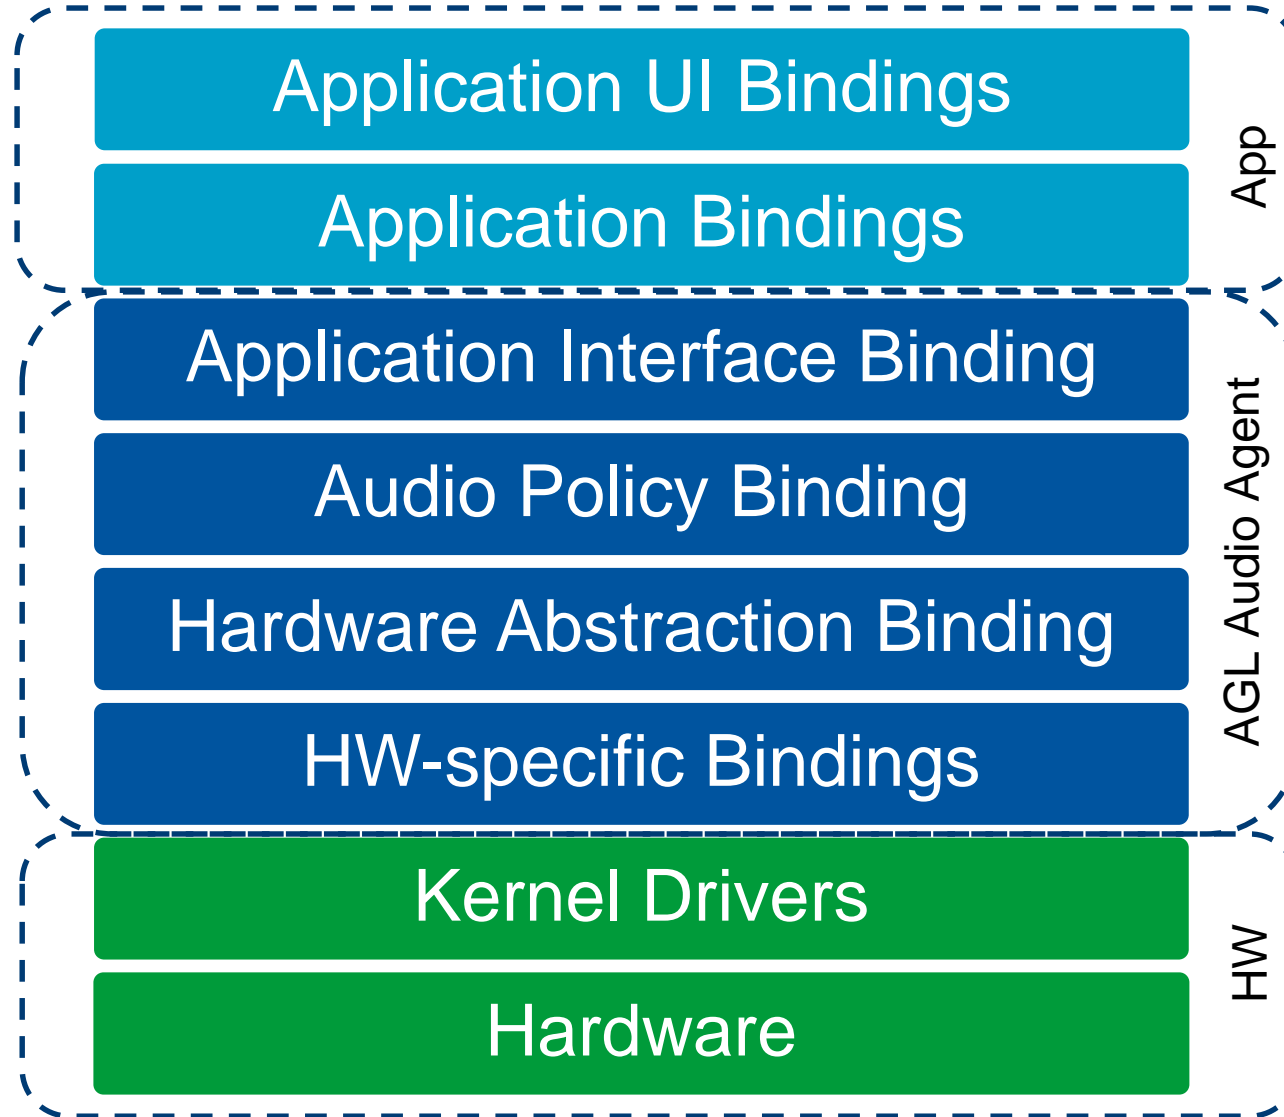 Application UI Bindings
Application Bindings
App
Application Interface Binding
Audio Policy Binding
Hardware Abstraction Binding
HW-specific Bindings
AGL Audio Agent
Kernel Drivers
Hardware
HW